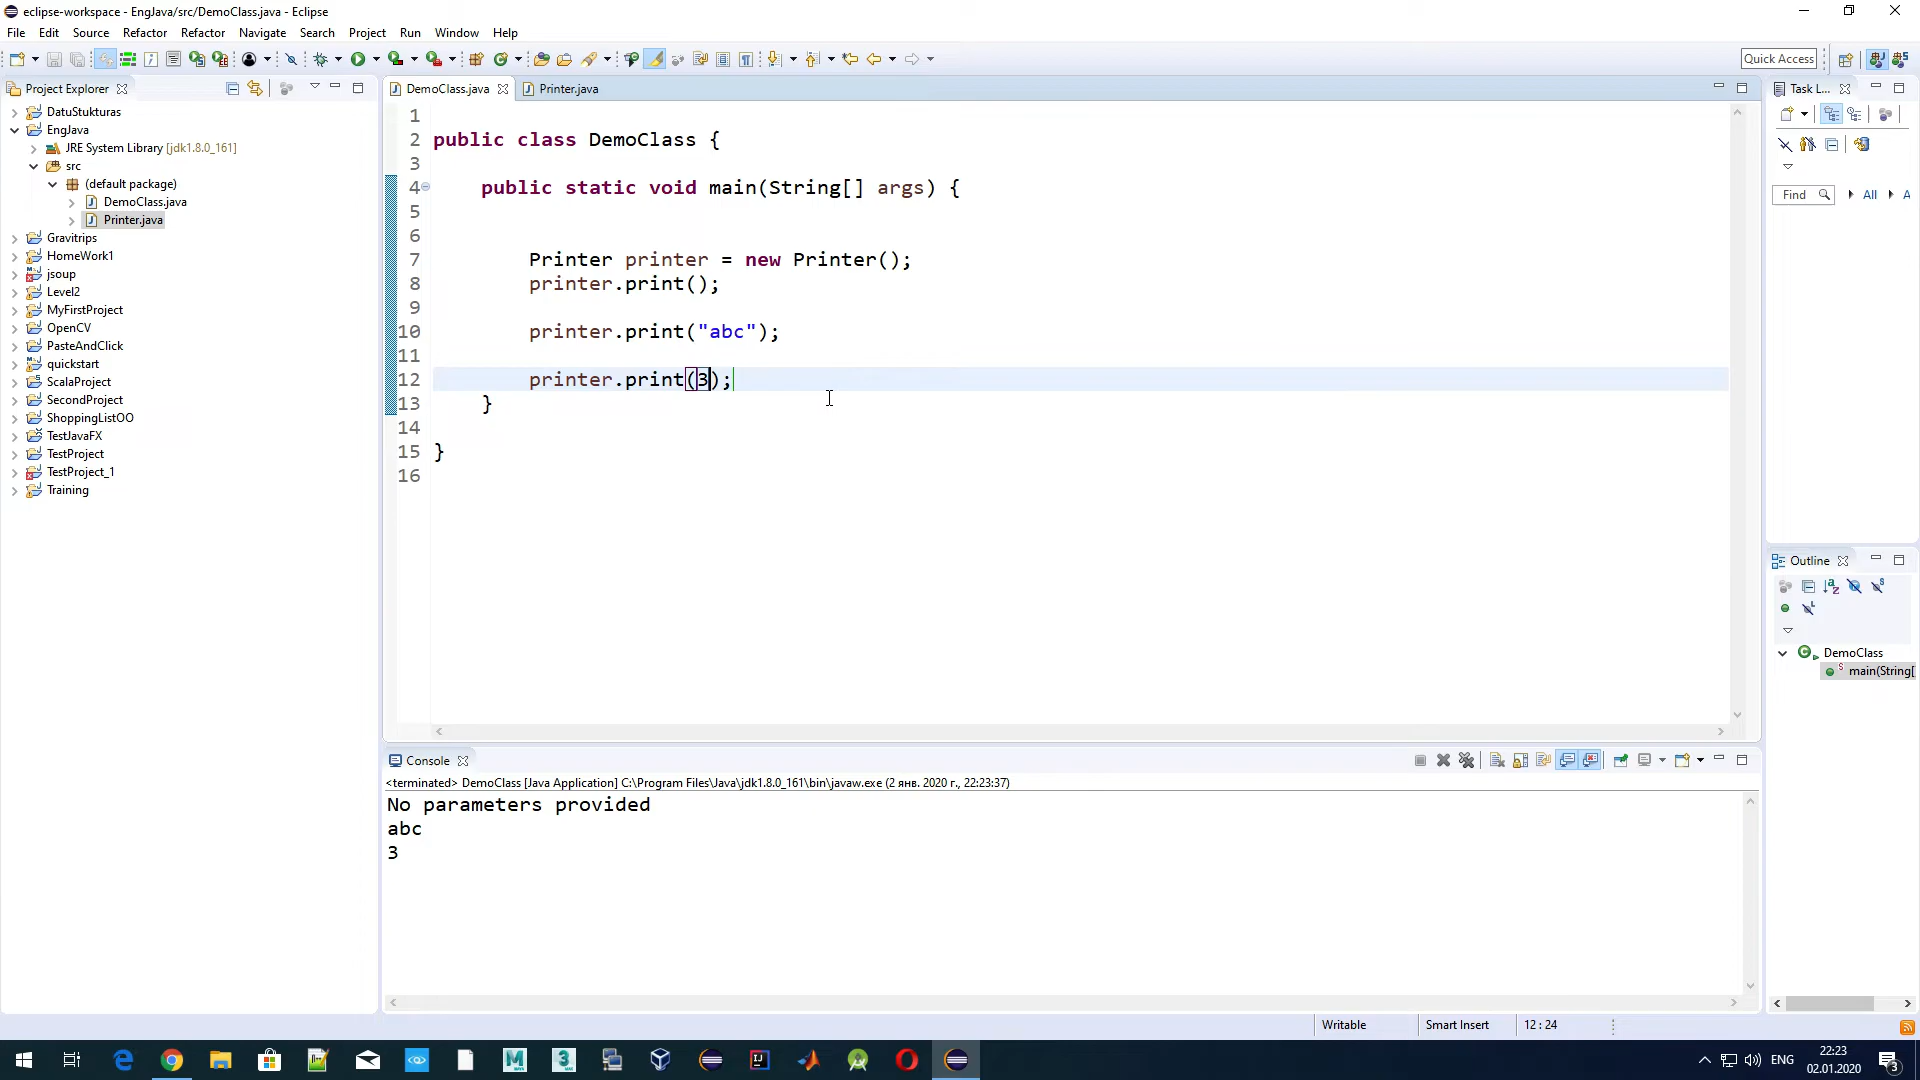 eclipse-workspace - EngJava/src/DemoClass.java - Eclipse
File Edit Source Refactor Refactor Navigate Search Project Run Window Help
Quick Access
Project Explorer
DatuStukturas
EngJava
JRE System Library [jdk1.8.0_161]
src
(default package)
DemoClass.java
Printer.java
Gravitrips
HomeWork1
jsoup
Level2
MyFirstProject
OpenCV
PasteAndClick
quickstart
ScalaProject
SecondProject
ShoppingListOO
TestJavaFX
TestProject
TestProject_1
Training
DemoClass.java Printer.java
1
2 public class DemoClass {
3
4 public static void main(String[] args) {
5
6
7 Printer printer = new Printer();
8 printer.print();
9
10 printer.print("abc");
11
12 printer.print(3);
13 }
14
15 }
16
Task L...
Find All A
Outline
DemoClass
main(String[
Console
<terminated> DemoClass [Java Application] C:\Program Files\Java\jdk1.8.0_161\bin\javaw.exe (2 янв. 2020 г., 22:23:37)
No parameters provided
abc
3
Writable Smart Insert 12 : 24
ENG
22:23
02.01.2020
3